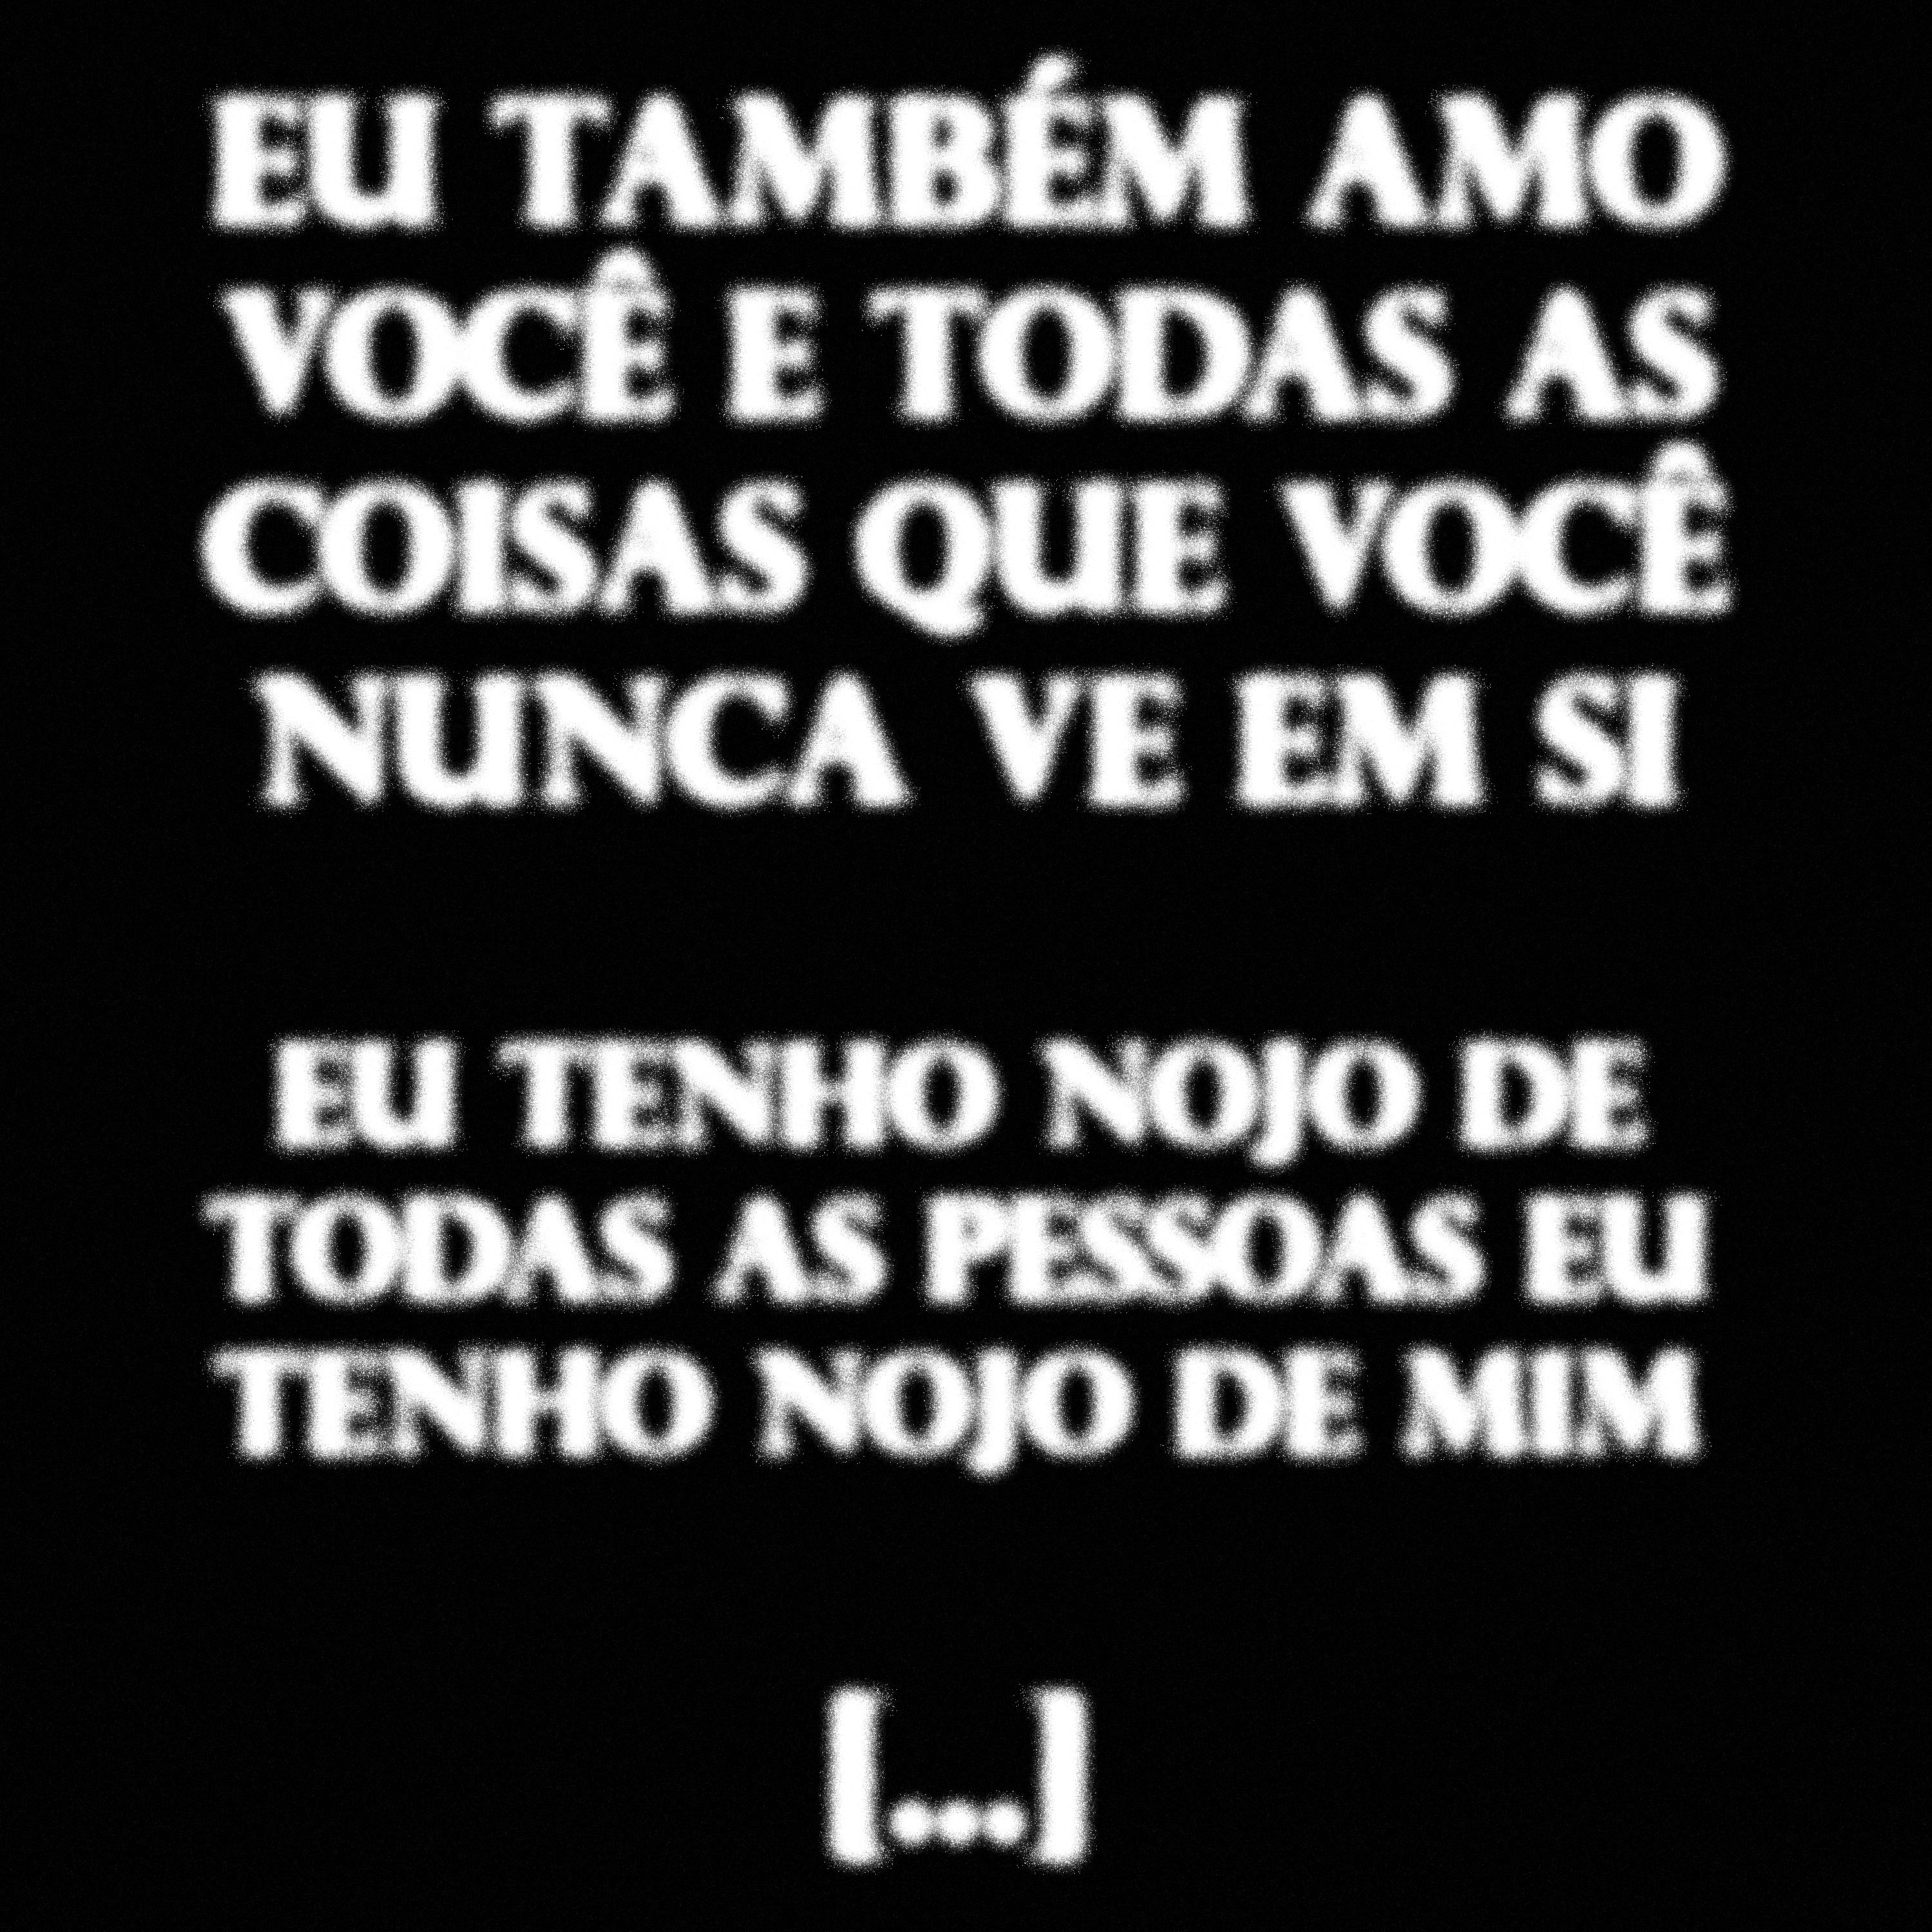 EU TAMBÉM AMO
VOCÊ E TODAS AS
COISAS QUE VOCÊ
NUNCA VE EM SI
EU TENHO NOJO DE
TODAS AS PESSOAS EU
TENHO NOJO DE MIM
[...]